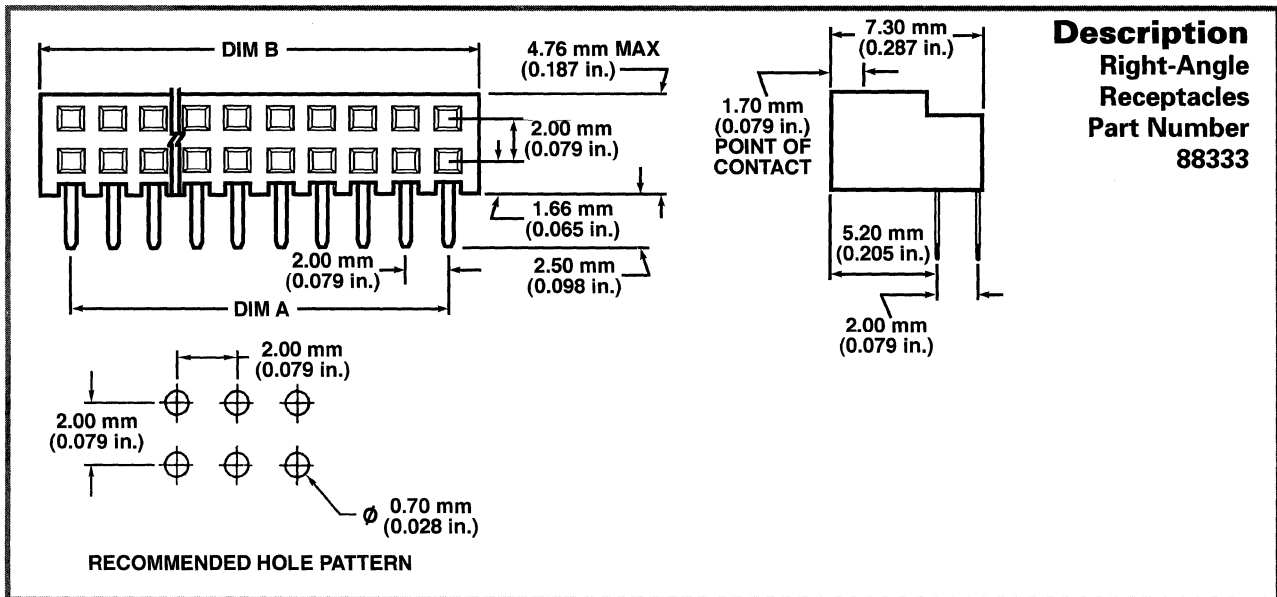 DIM B
4.76 mm MAX
(0.187 in.)
2.00 mm
(0.079 in.)
1.66 mm
(0.065 in.)
2.00 mm
(0.079 in.)
2.50 mm
(0.098 in.)
DIM A
7.30 mm
(0.287 in.)
1.70 mm
(0.079 in.)
POINT OF
CONTACT
5.20 mm
(0.205 in.)
2.00 mm
(0.079 in.)
Description
Right-Angle
Receptacles
Part Number
88333
2.00 mm
(0.079 in.)
2.00 mm
(0.079 in.)
Ø 0.70 mm
(0.028 in.)
RECOMMENDED HOLE PATTERN